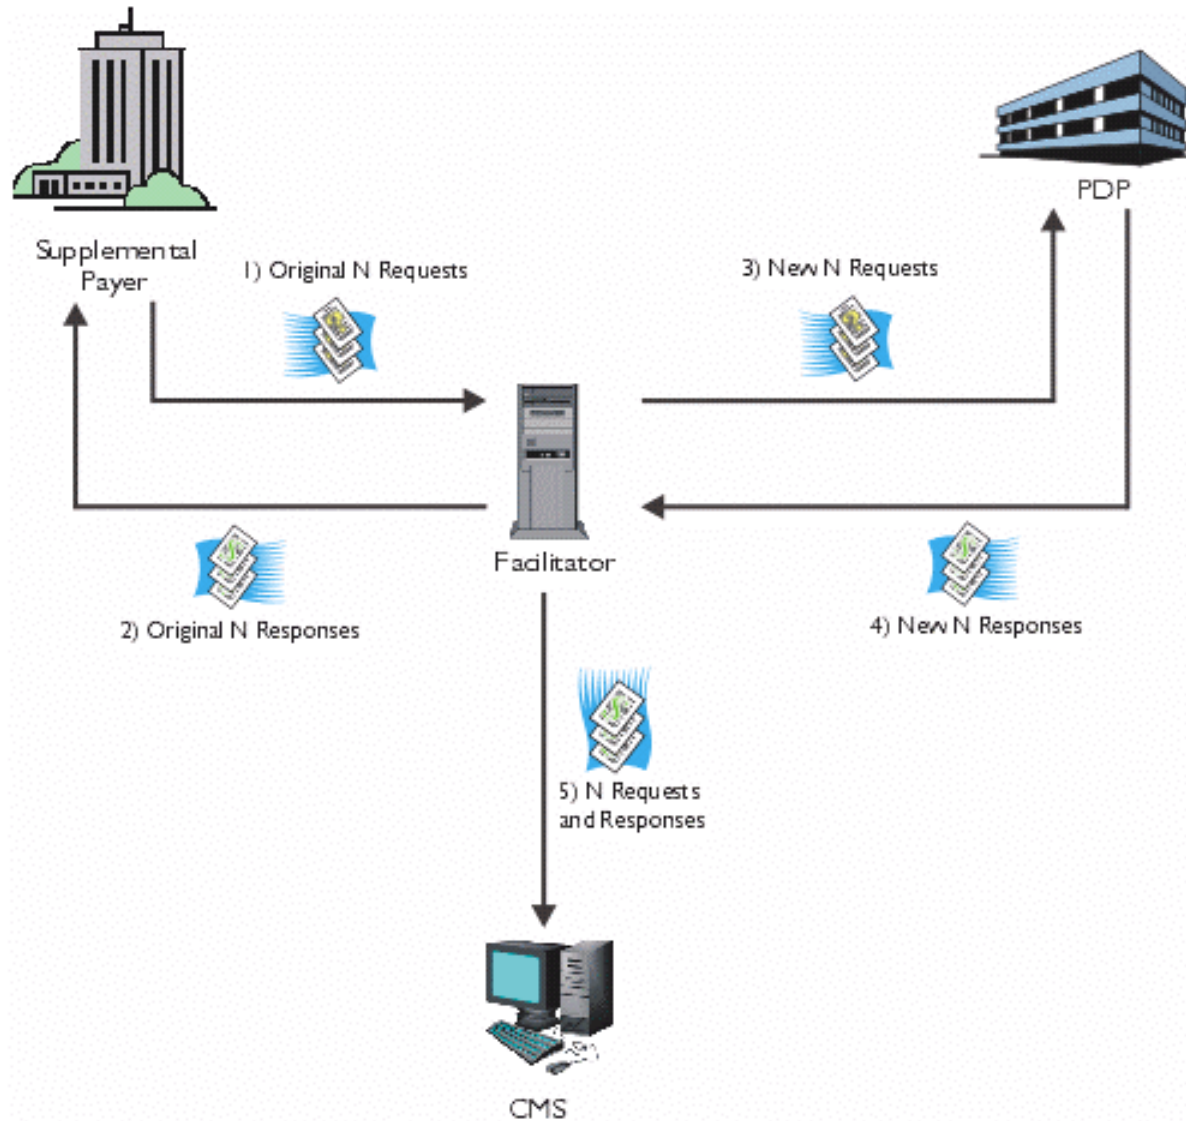 PDP
Supplemental
Payer
1) Original N Requests
3) New N Requests
Facilitator
2) Original N Responses
4) New N Responses
5) N Requests
and Responses
CMS